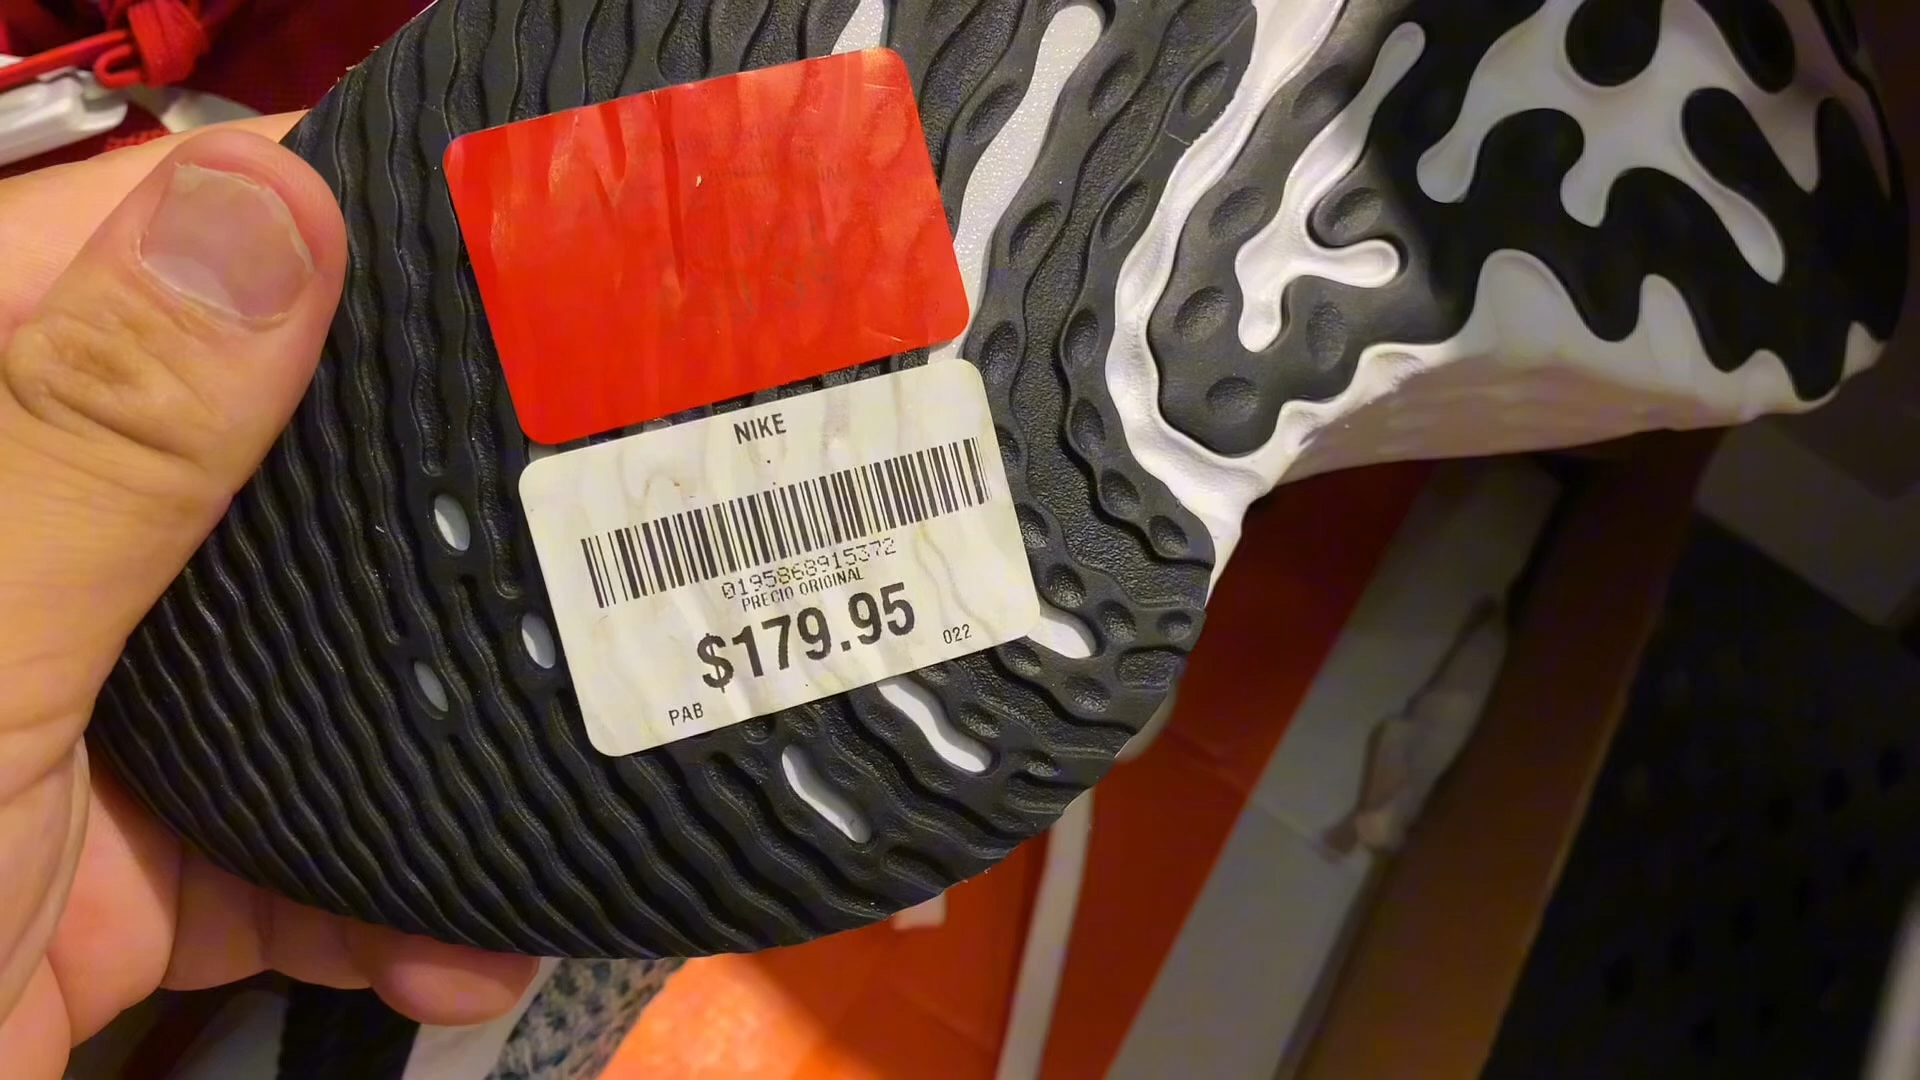 NIKE
0195868915372
PRECIO ORIGINAL
$179.95
022
PAB